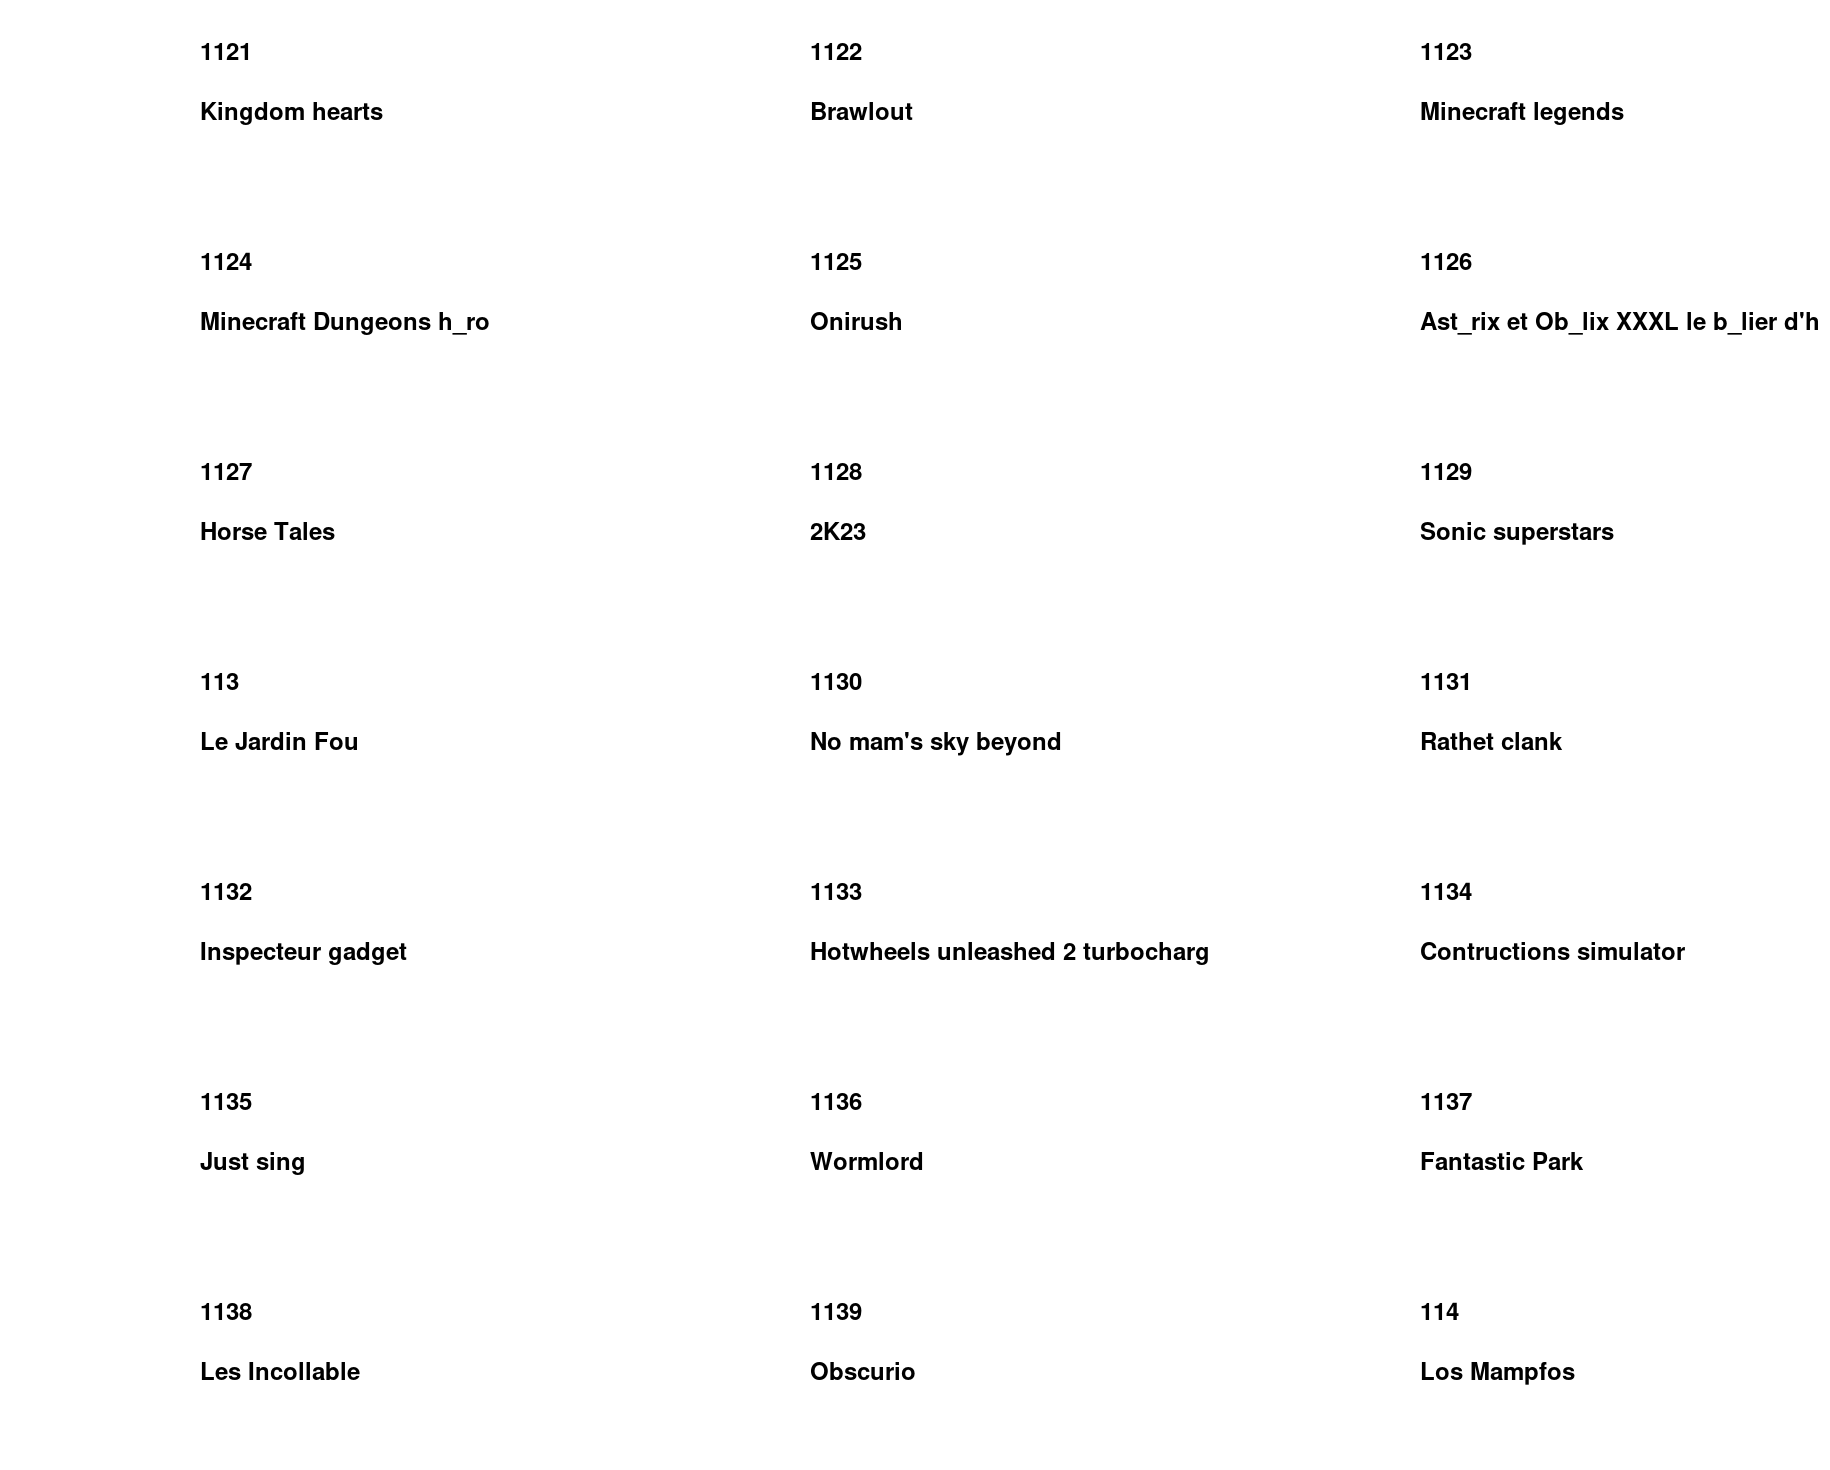 1121 1122 1123
Kingdom hearts Brawlout Minecraft legends
1124 1125 1126
Minecraft Dungeons h_ro Onirush Ast_rix et Ob_lix XXXL le b_lier d'h
1127 1128 1129
Horse Tales 2K23 Sonic superstars
113 1130 1131
Le Jardin Fou No mam's sky beyond Rathet clank
1132 1133 1134
Inspecteur gadget Hotwheels unleashed 2 turbocharg Contructions simulator
1135 1136 1137
Just sing Wormlord Fantastic Park
1138 1139 114
Les Incollable Obscurio Los Mampfos